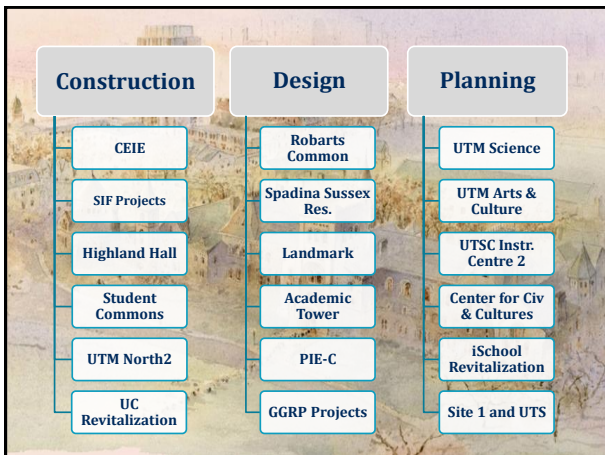 Construction
CEIE
SIF Projects
Highland Hall
Student
Commons
UTM North2
UC
Revitalization
Design
Robarts
Common
Spadina Sussex
Res.
Landmark
Academic
Tower
PIE-C
GGRP Projects
Planning
UTM Science
UTM Arts &
Culture
UTSC Instr.
Centre 2
Center for Civ
& Cultures
iSchool
Revitalization
Site 1 and UTS